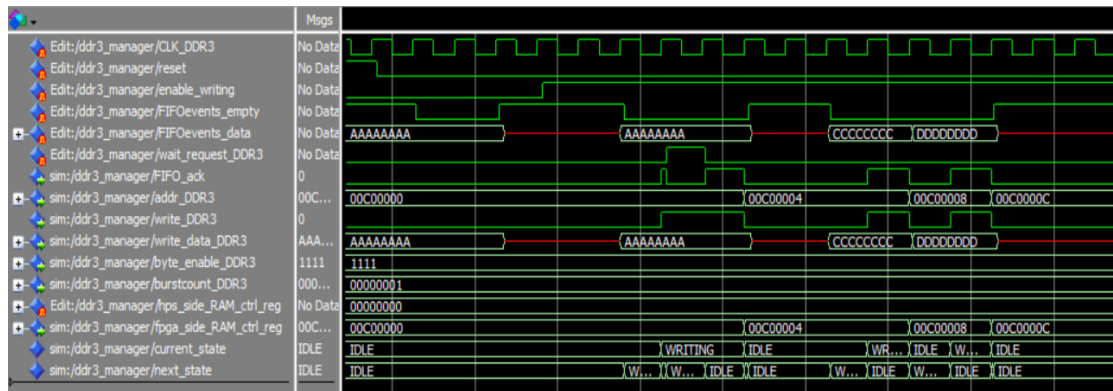 Msgs
Edit:/ddr3_manager/CLK_DDR3 No Data
Edit:/ddr3_manager/reset No Data
Edit:/ddr3_manager/enable_writing No Data
Edit:/ddr3_manager/FIFOevents_empty No Data
Edit:/ddr3_manager/FIFOevents_data No Data AAAAAAAA AAAAAAAA CCCCCCCC DDDDDDDD
Edit:/ddr3_manager/wait_request_DDR3 No Data
sim:/ddr3_manager/FIFO_ack 0
sim:/ddr3_manager/addr_DDR3 00C... 00C00000 00C00004 00C00008 00C0000C
sim:/ddr3_manager/write_DDR3 0
sim:/ddr3_manager/write_data_DDR3 AAA... AAAAAAAA AAAAAAAA CCCCCCCC DDDDDDDD
sim:/ddr3_manager/byte_enable_DDR3 1111 1111
sim:/ddr3_manager/burstcount_DDR3 000... 00000001
Edit:/ddr3_manager/hps_side_RAM_ctrl_reg No Data 00000000
sim:/ddr3_manager/fpga_side_RAM_ctrl_reg 00C... 00C00000 00C00004 00C00008 00C0000C
sim:/ddr3_manager/current_state IDLE IDLE WRITING IDLE WR... IDLE W... IDLE
sim:/ddr3_manager/next_state IDLE IDLE W... W... IDLE IDLE W... IDLE W... IDLE IDLE